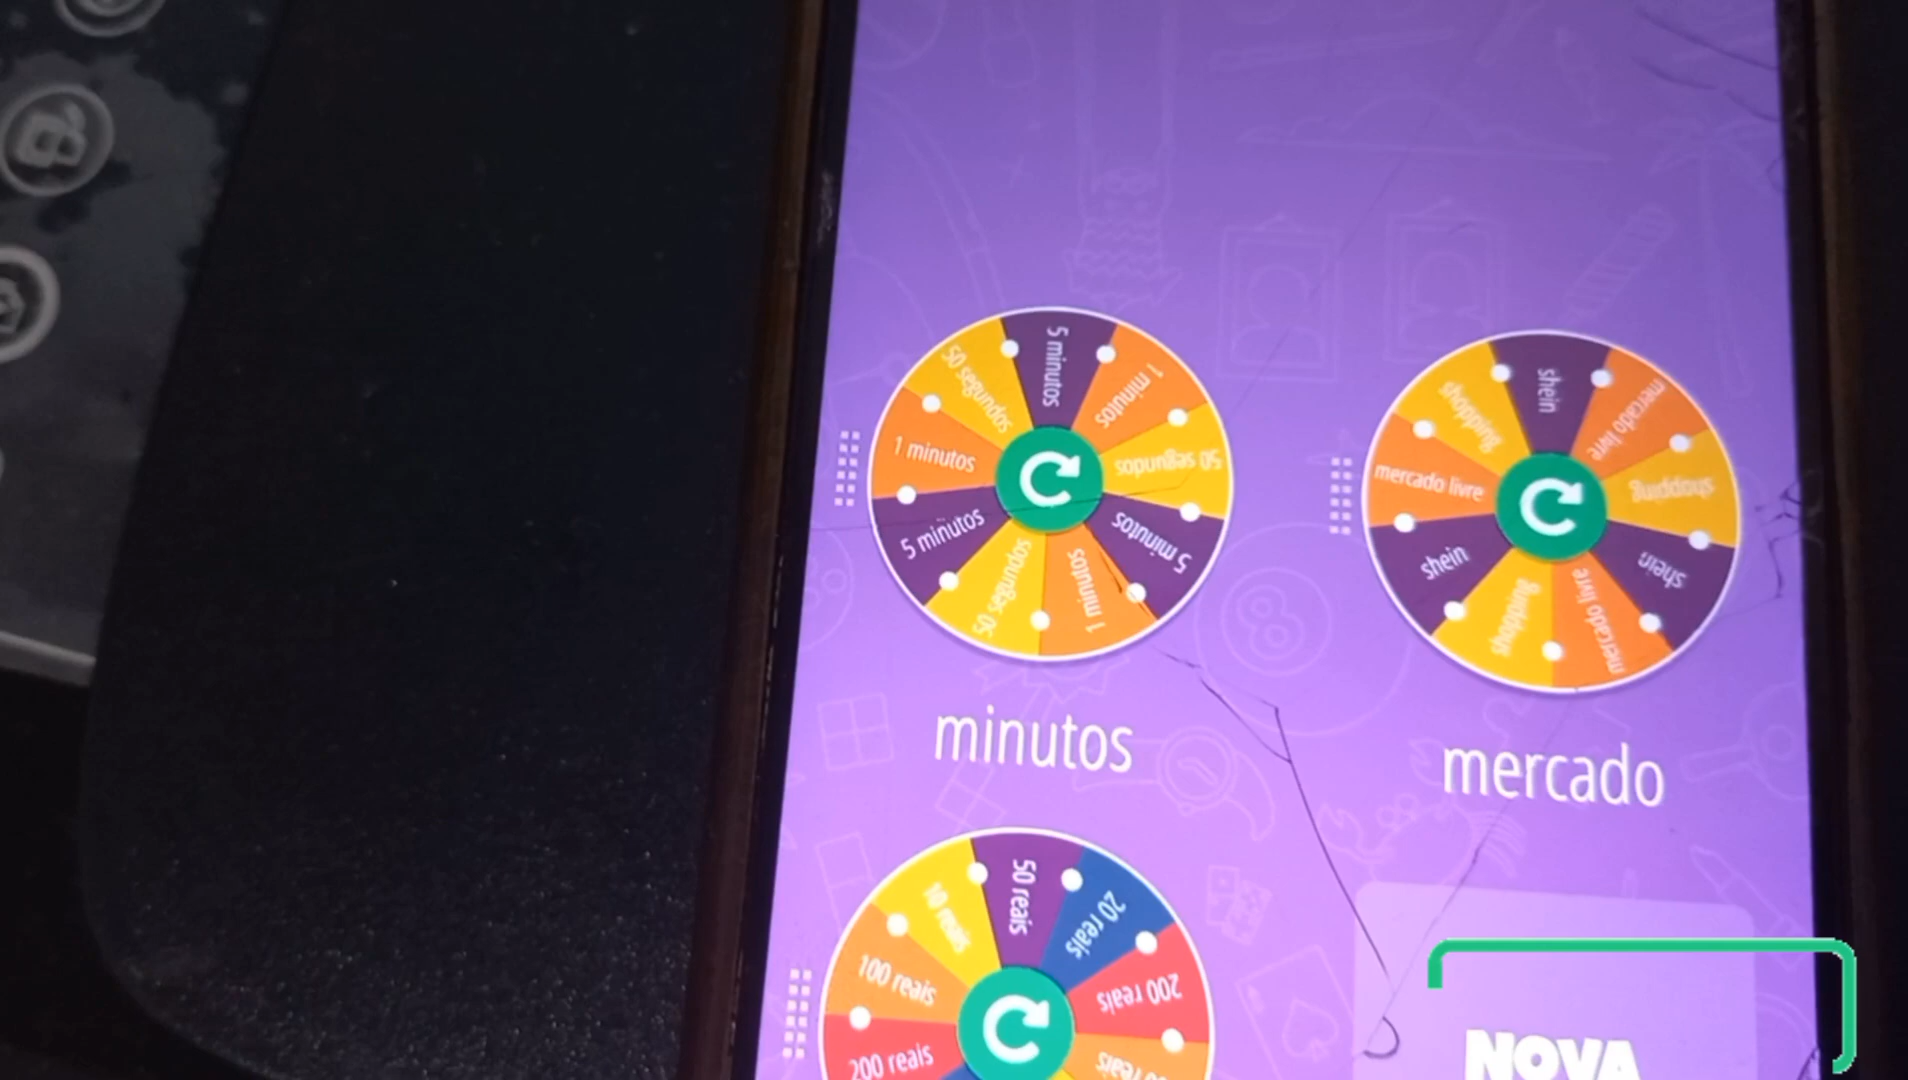 5 minutos
1 minutos
50 segundos
5 minutos
1 minutos
50 segundos
5 minutos
1 minutos
50 segundos
minutos
shein
mercado livre
shopping
shein
mercado livre
shopping
shein
mercado livre
shopping
mercado
50 reais
20 reais
200 reais
200 reais
100 reais
10 reais
NOVA